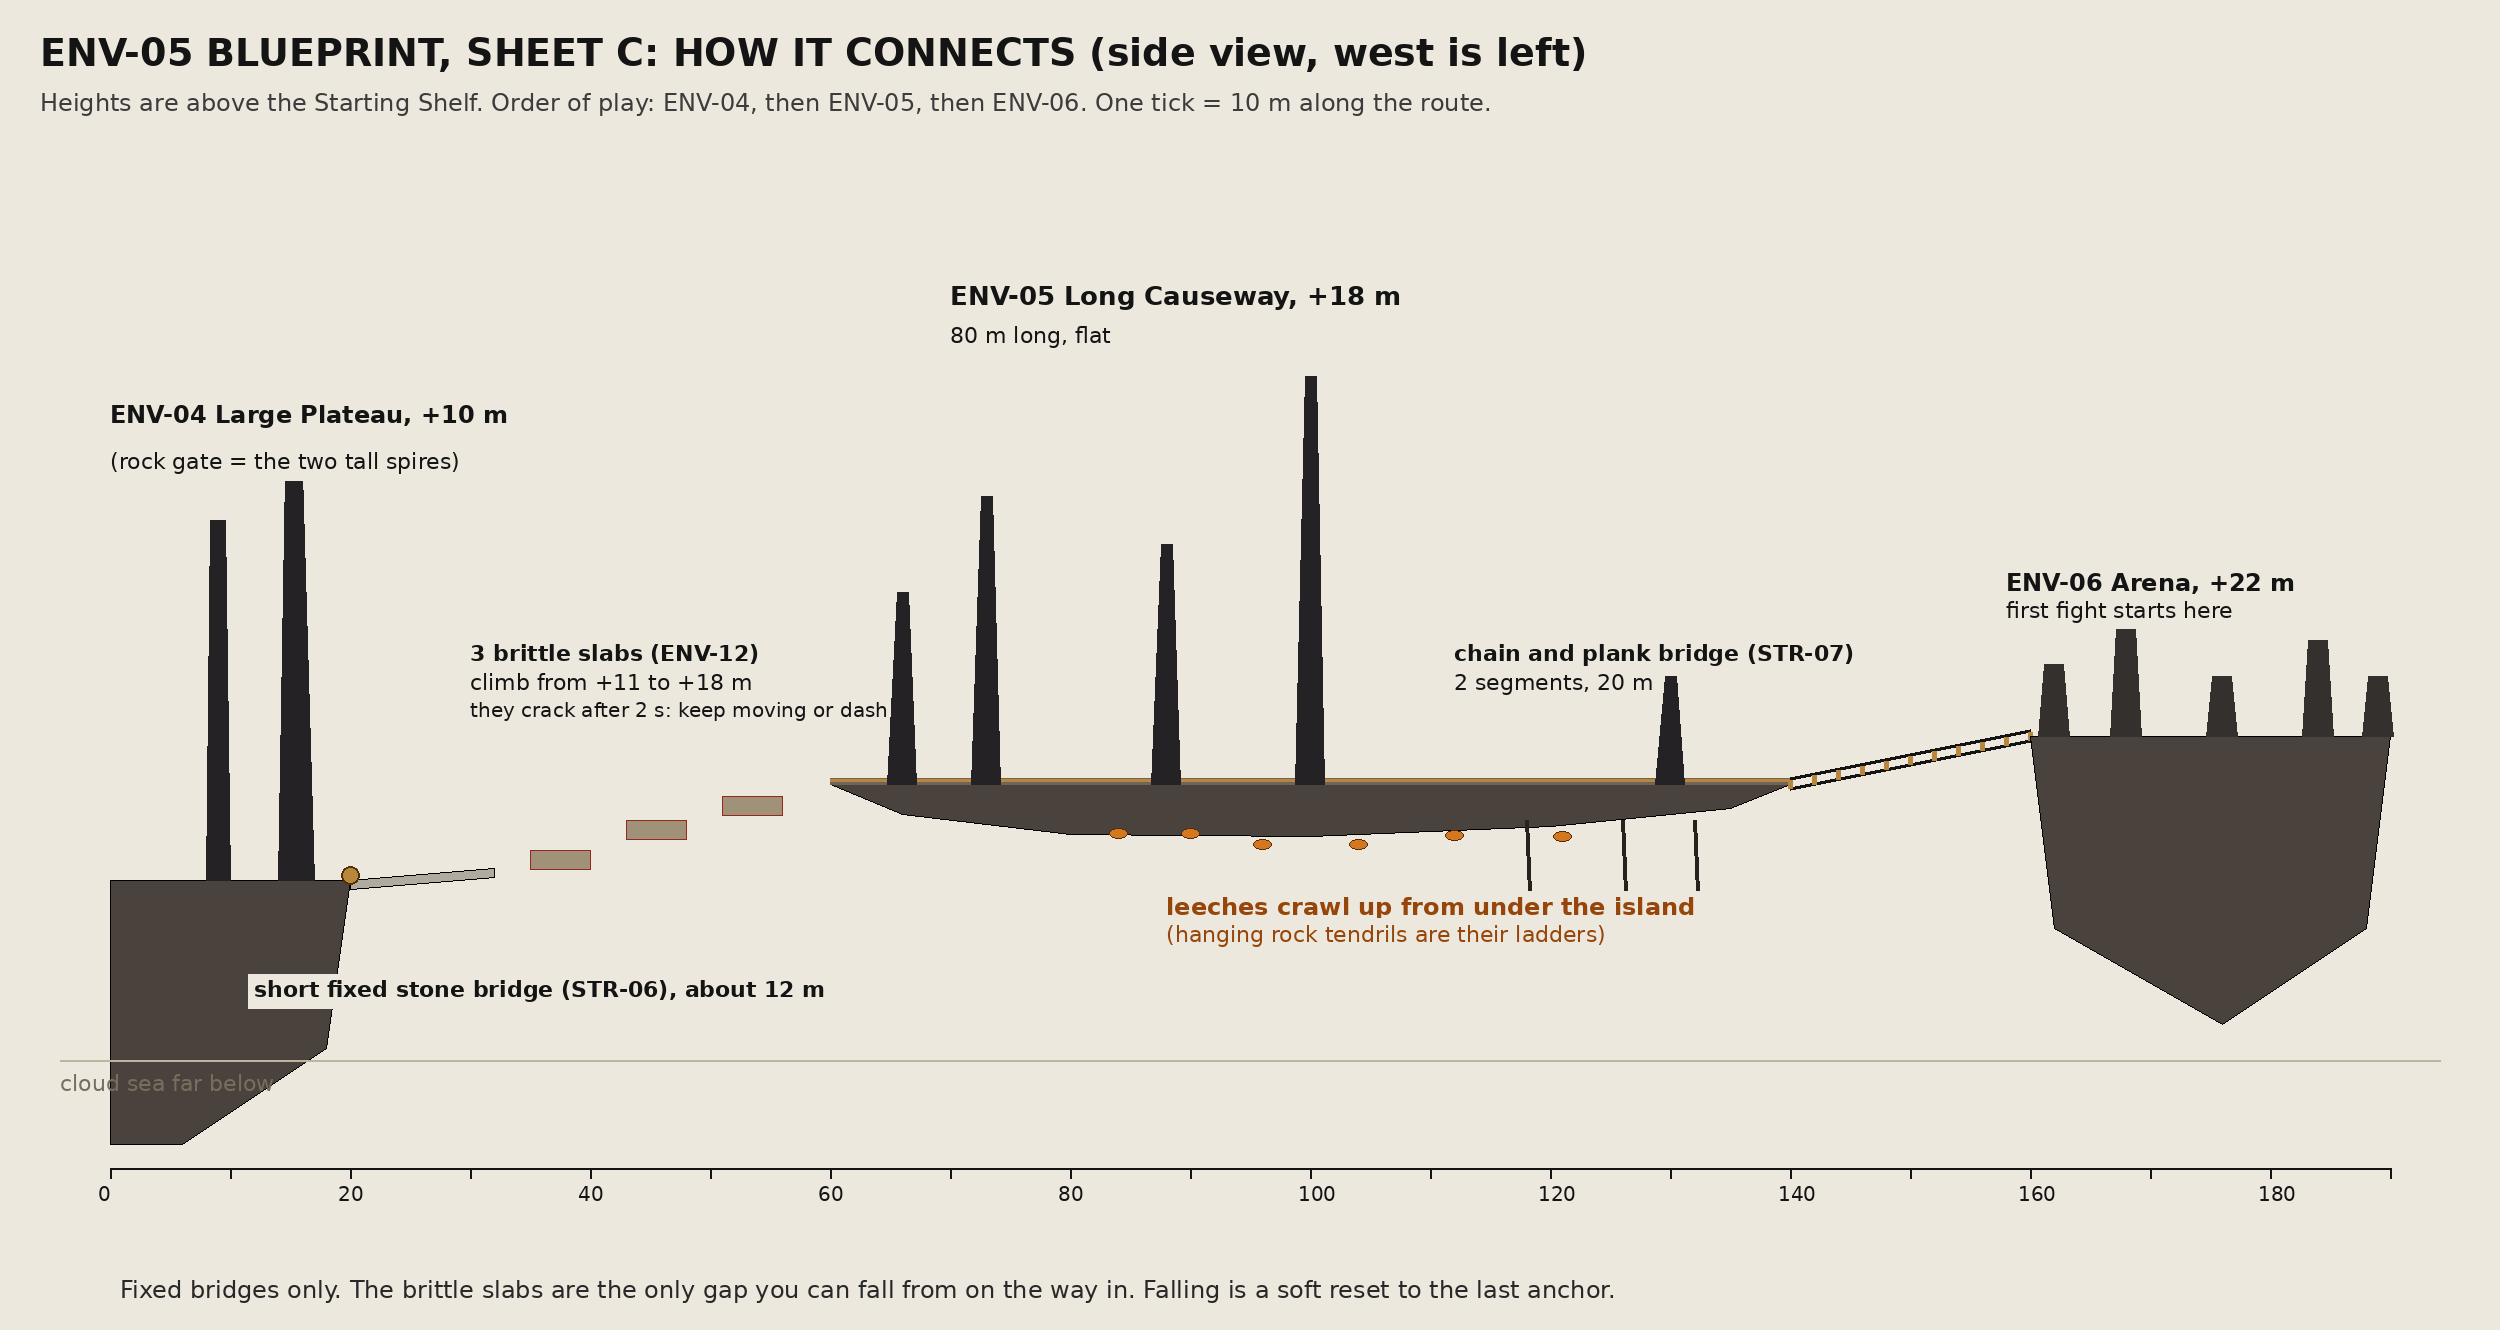 ENV-05 BLUEPRINT, SHEET C: HOW IT CONNECTS (side view, west is left)
Heights are above the Starting Shelf. Order of play: ENV-04, then ENV-05, then ENV-06. One tick = 10 m along the route.
ENV-05 Long Causeway, +18 m
80 m long, flat
ENV-04 Large Plateau, +10 m
(rock gate = the two tall spires)
ENV-06 Arena, +22 m
first fight starts here
3 brittle slabs (ENV-12)
climb from +11 to +18 m
they crack after 2 s: keep moving or dash
chain and plank bridge (STR-07)
2 segments, 20 m
leeches crawl up from under the island
(hanging rock tendrils are their ladders)
short fixed stone bridge (STR-06), about 12 m
cloud sea far below
0 20 40 60 80 100 120 140 160 180
Fixed bridges only. The brittle slabs are the only gap you can fall from on the way in. Falling is a soft reset to the last anchor.